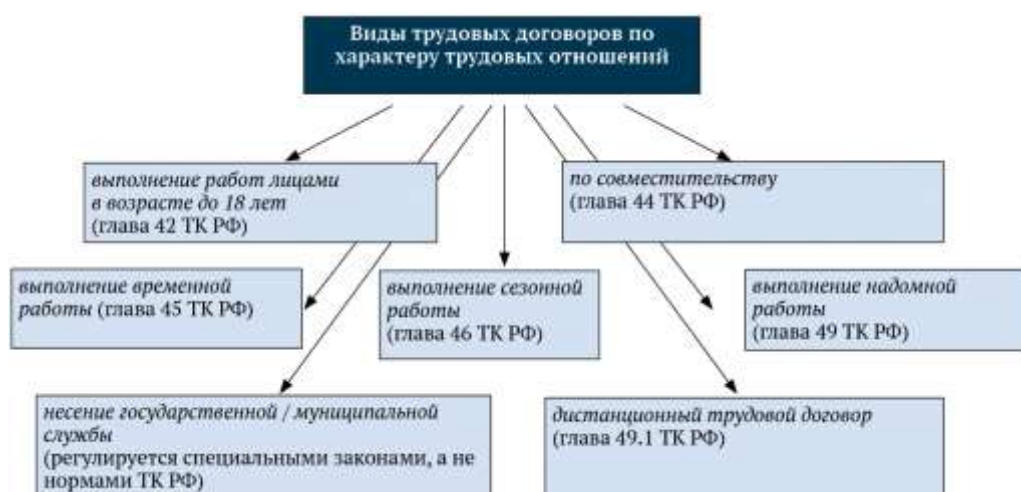 Виды трудовых договоров по
характеру трудовых отношений
выполнение работ лицами
в возрасте до 18 лет
(глава 42 ТК РФ)
по совместительству
(глава 44 ТК РФ)
выполнение временной
работы (глава 45 ТК РФ)
выполнение сезонной
работы
(глава 46 ТК РФ)
выполнение надомной
работы
(глава 49 ТК РФ)
несение государственной / муниципальной
службы
(регулируется специальными законами, а не
нормами ТК РФ)
дистанционный трудовой договор
(глава 49.1 ТК РФ)